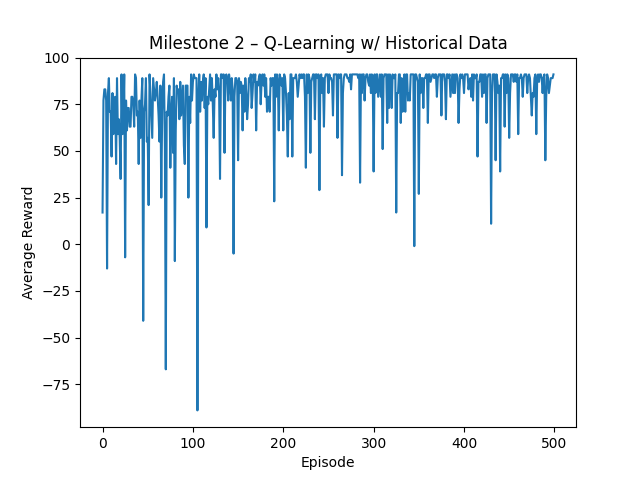 Milestone 2 – Q-Learning w/ Historical Data
100
75
50
25
0
−25
−50
−75
Average Reward
0 100 200 300 400 500
Episode